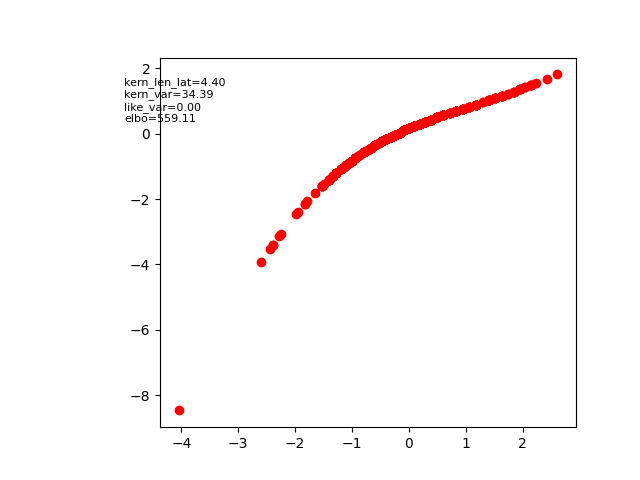 kern_len_lat=4.40
kern_var=34.39
like_var=0.00
elbo=559.11
2
0
−2
−4
−6
−8
−4 −3 −2 −1 0 1 2